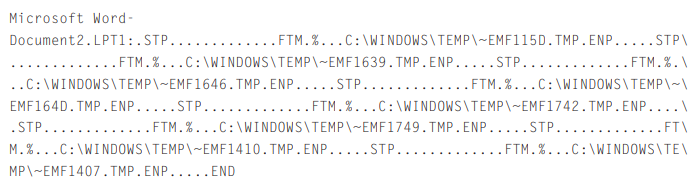 Microsoft Word-
Document2.LPT1:.STP.............FTM.%...C:\WINDOWS\TEMP\~EMF115D.TMP.ENP.....STP\
.............FTM.%...C:\WINDOWS\TEMP\~EMF1639.TMP.ENP.....STP.............FTM.%.\
..C:\WINDOWS\TEMP\~EMF1646.TMP.ENP.....STP.............FTM.%...C:\WINDOWS\TEMP\~\
EMF164D.TMP.ENP.....STP.............FTM.%...C:\WINDOWS\TEMP\~EMF1742.TMP.ENP....\
.STP.............FTM.%...C:\WINDOWS\TEMP\~EMF1749.TMP.ENP.....STP.............FT\
M.%...C:\WINDOWS\TEMP\~EMF1410.TMP.ENP.....STP.............FTM.%...C:\WINDOWS\TE\
MP\~EMF1407.TMP.ENP.....END